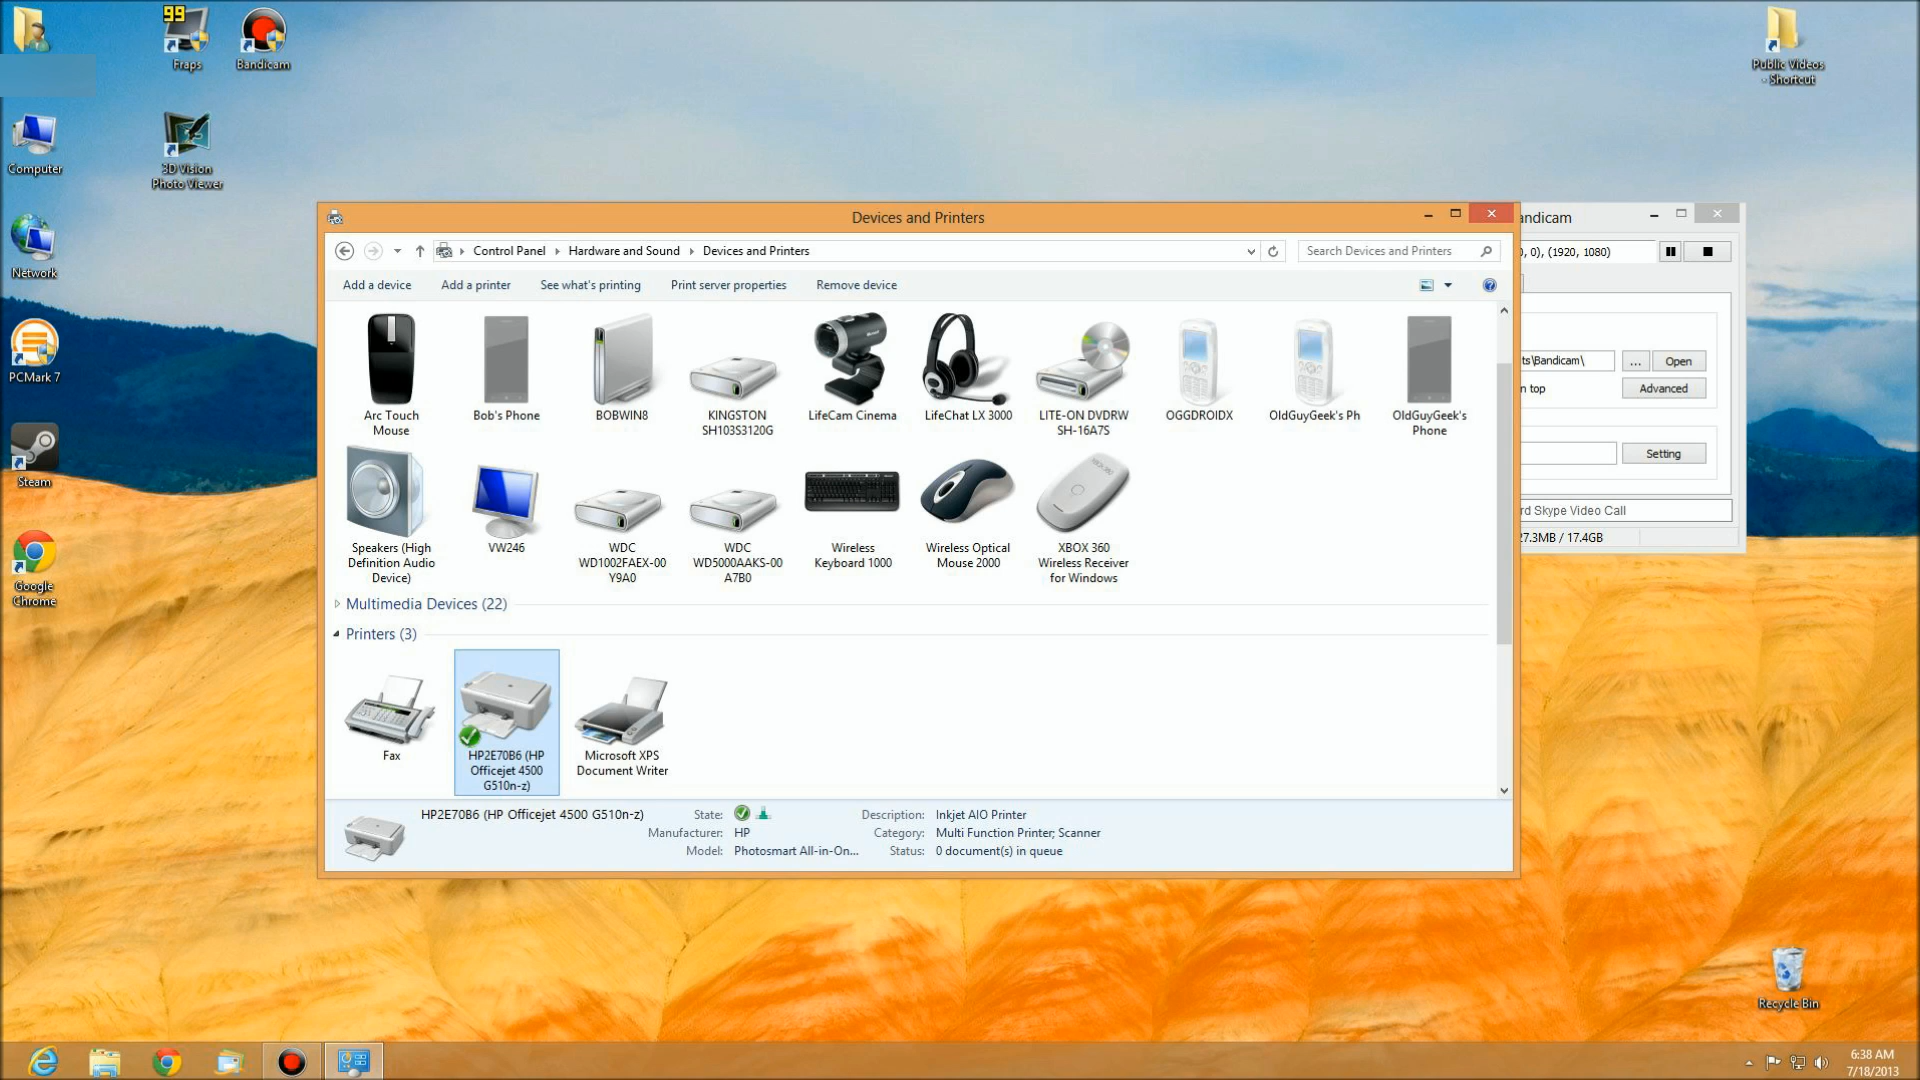 99
Fraps
Bandicam
Public Videos
- Shortcut
Computer
3D Vision
Photo Viewer
Network
PCMark 7
Steam
Google
Chrome
Devices and Printers
Control Panel
Hardware and Sound
Devices and Printers
Search Devices and Printers
Add a device
Add a printer
See what's printing
Print server properties
Remove device
Arc Touch
Mouse
Bob's Phone
BOBWIN8
KINGSTON
SH103S3120G
LifeCam Cinema
LifeChat LX 3000
LITE-ON DVDRW
SH-16A7S
OGGDROIDX
OldGuyGeek's Ph
OldGuyGeek's
Phone
Speakers (High
Definition Audio
Device)
VW246
WDC
WD1002FAEX-00
Y9A0
WDC
WD5000AAKS-00
A7B0
Wireless
Keyboard 1000
Wireless Optical
Mouse 2000
XBOX 360
Wireless Receiver
for Windows
Multimedia Devices (22)
Printers (3)
Fax
HP2E70B6 (HP
Officejet 4500
G510n-z)
Microsoft XPS
Document Writer
HP2E70B6 (HP Officejet 4500 G510n-z)
State:
Manufacturer: HP
Model: Photosmart All-in-On...
Description: Inkjet AIO Printer
Category: Multi Function Printer; Scanner
Status: 0 document(s) in queue
andicam
, 0), (1920, 1080)
ts\Bandicam\
...
Open
n top
Advanced
Setting
rd Skype Video Call
27.3MB / 17.4GB
Recycle Bin
6:38 AM
7/18/2013